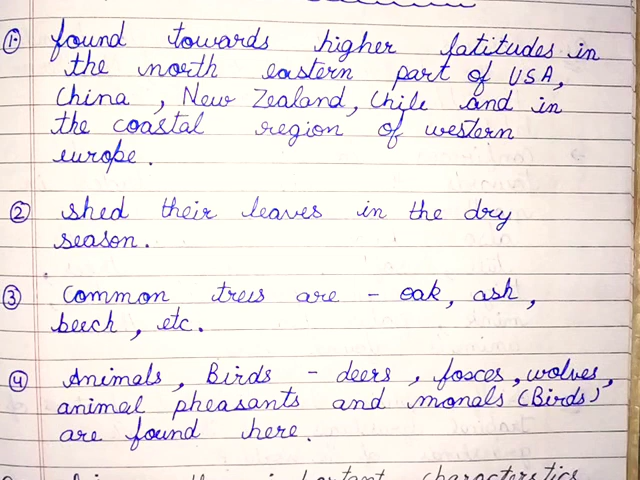 1. found towards higher latitudes in
the north eastern part of USA,
China, New Zealand, Chile and in
the coastal region of western
europe.
2 shed their leaves in the dry
season.
3 Common trees are - oak, ash,
beech, etc.
4 Animals, Birds - deers, foxces, wolves,
animal pheasants and monals (Birds)
are found here.
characteristics